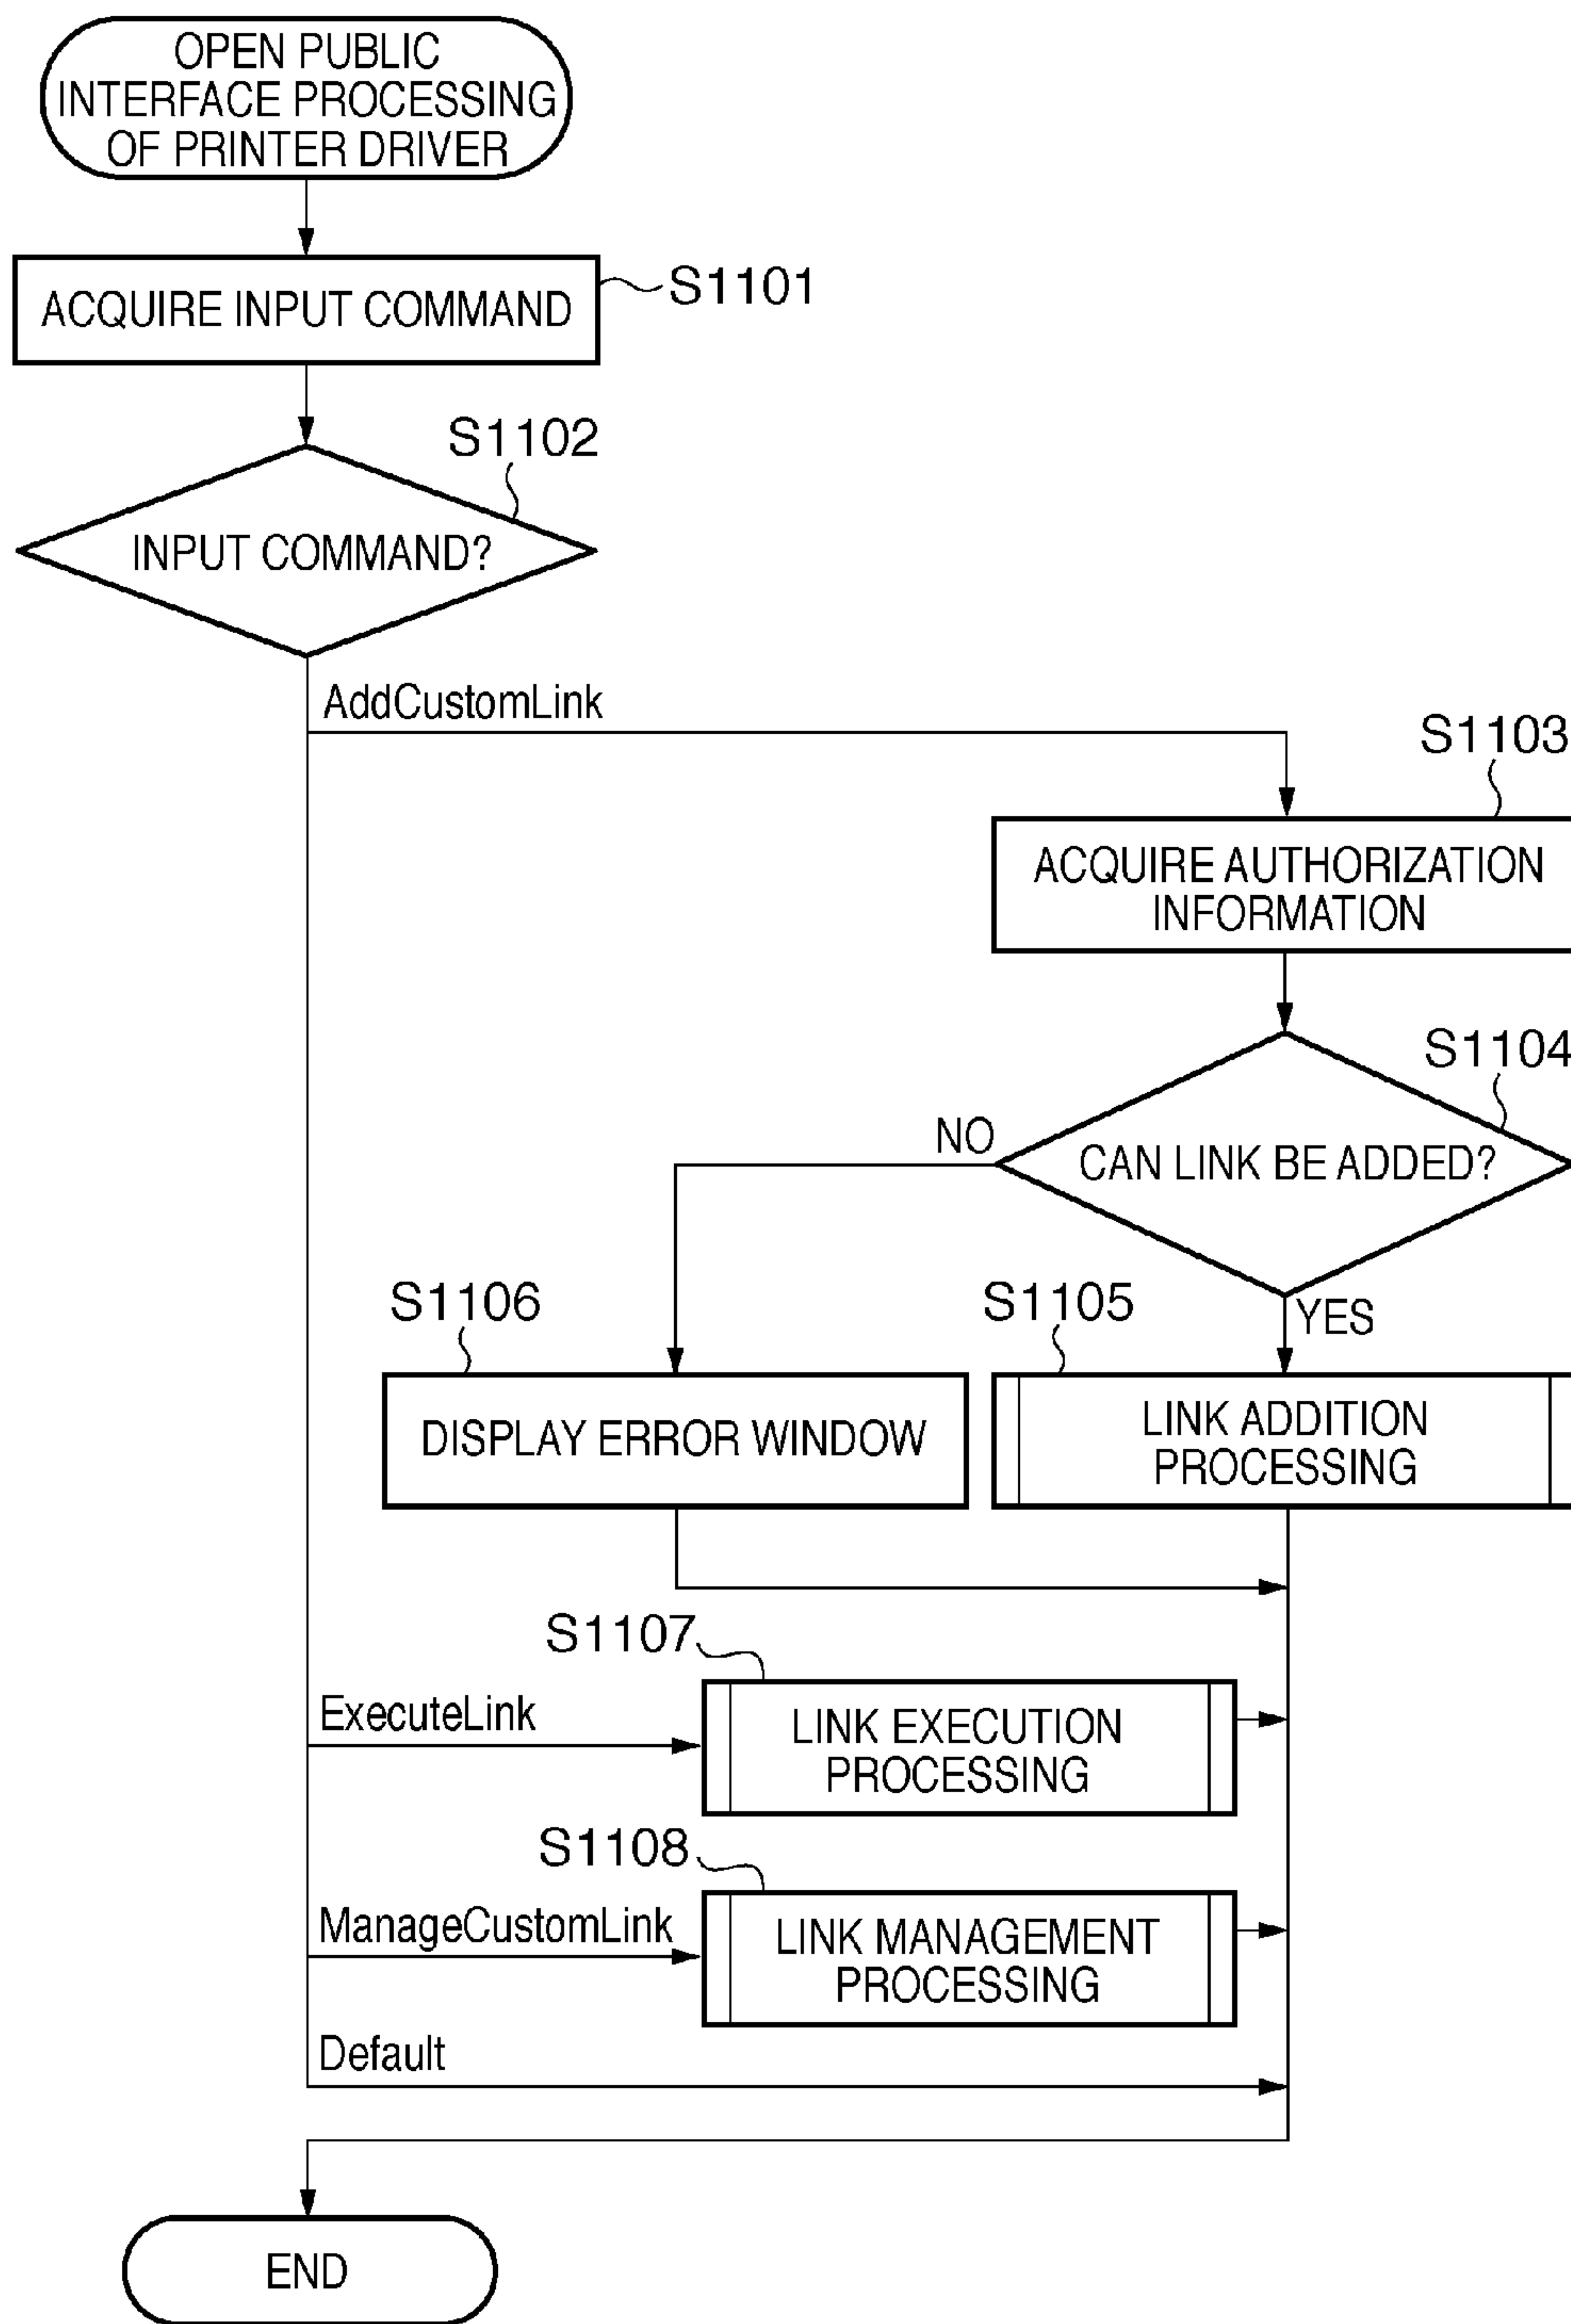 OPEN PUBLIC
INTERFACE PROCESSING
OF PRINTER DRIVER
S1101
ACQUIRE INPUT COMMAND
S1102
INPUT COMMAND?
AddCustomLink
S1103
ACQUIRE AUTHORIZATION
INFORMATION
S1104
NO
CAN LINK BE ADDED?
YES
S1106
S1105
DISPLAY ERROR WINDOW
LINK ADDITION
PROCESSING
S1107
ExecuteLink
LINK EXECUTION
PROCESSING
S1108
ManageCustomLink
LINK MANAGEMENT
PROCESSING
Default
END